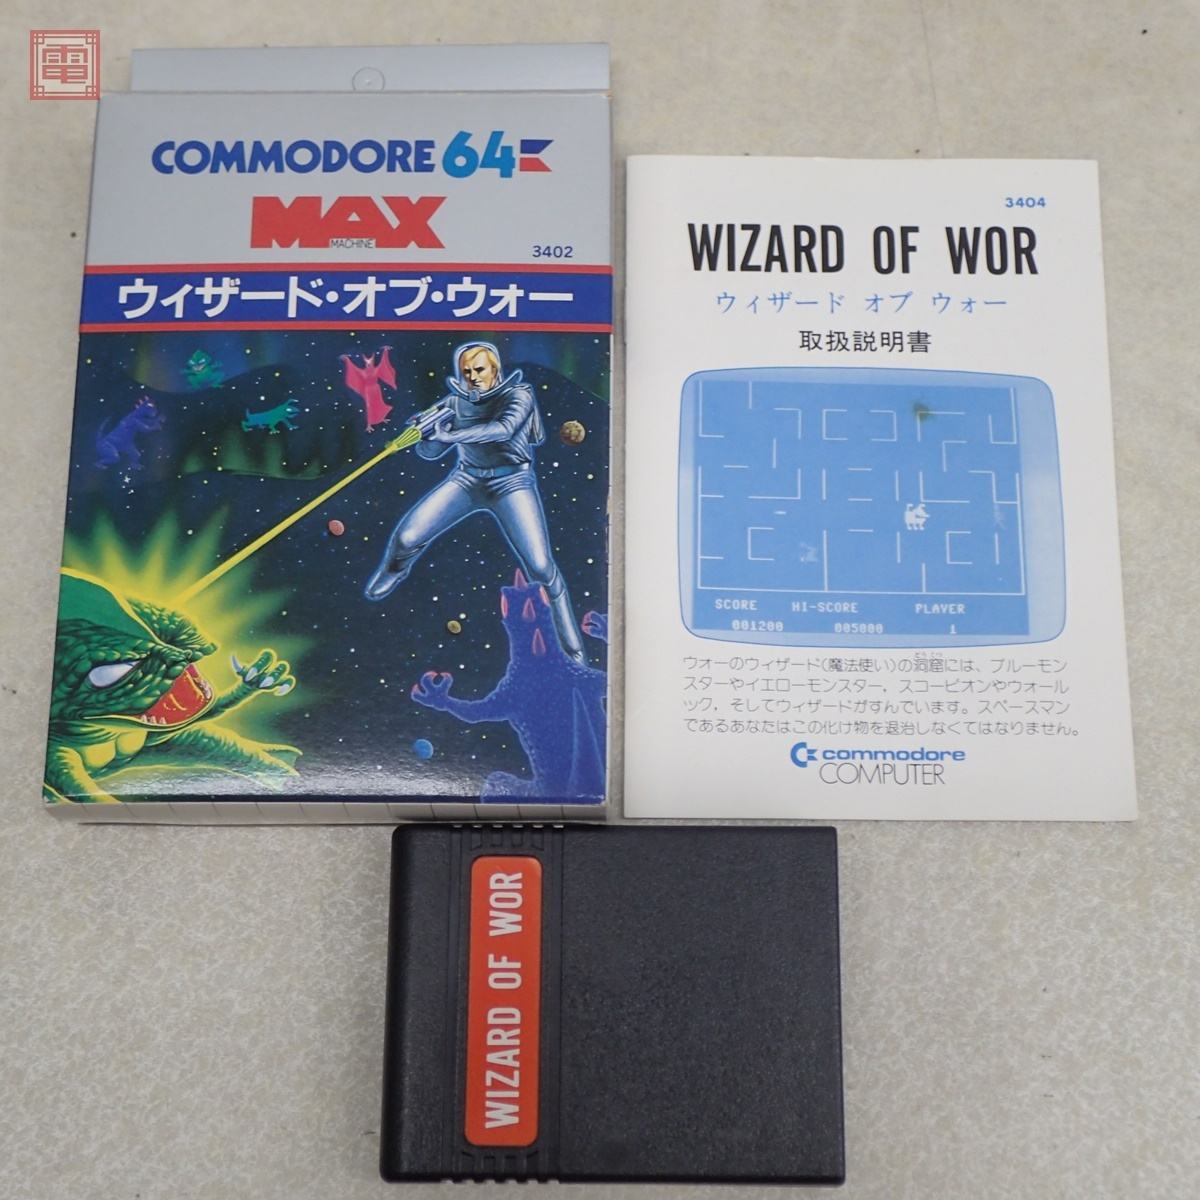 電
COMMODORE 64
MAX
MACHINE
3402
ウィザード・オブ・ウォー
3404
WIZARD OF WOR
ウィザード オブ ウォー
取扱説明書
SCORE HI-SCORE PLAYER
001200 005000 1
ウォーのウィザード(魔法使い)の洞窟には、ブルーモン
スターやイエローモンスター，スコーピオンやウォール
ック，そしてウィザードがすんでいます。スペースマン
であるあなたはこの化け物を退治しなくてはなりません。
commodore
COMPUTER
WIZARD OF WOR